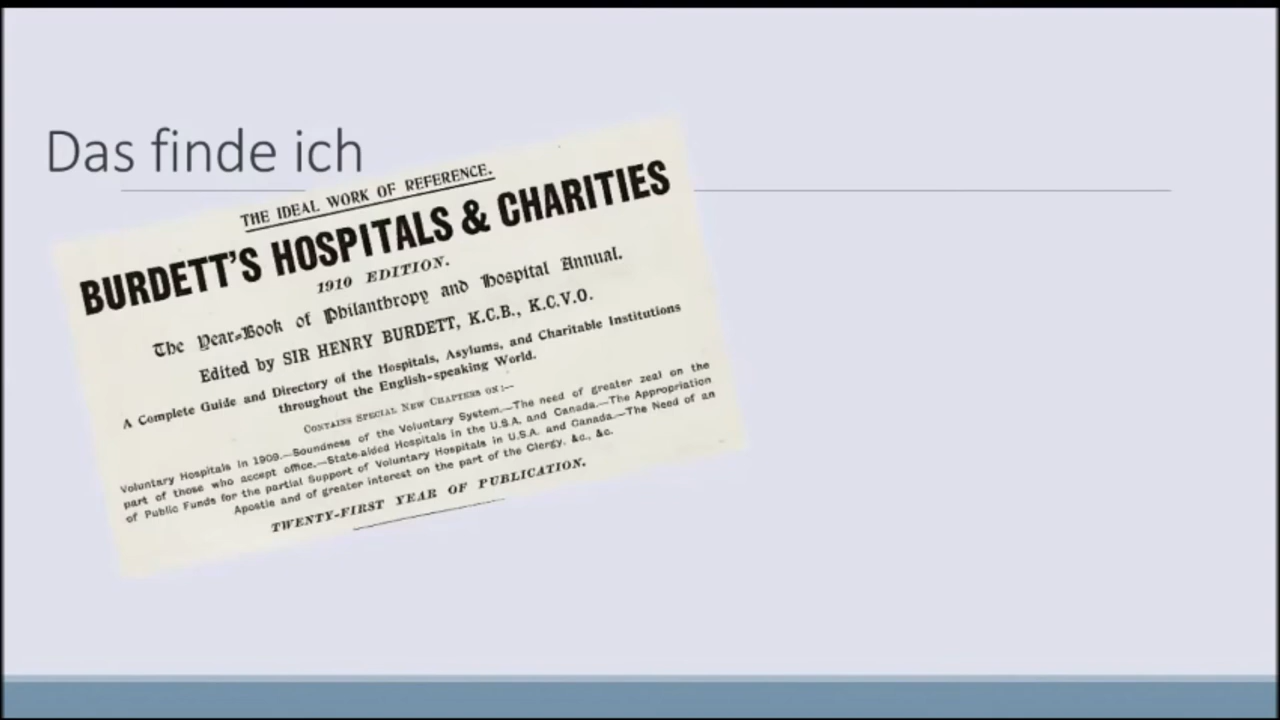 Das finde ich
THE IDEAL WORK OF REFERENCE.
BURDETT'S HOSPITALS & CHARITIES
1910 EDITION.
The Year-Book of Philanthropy and Hospital Annual.
Edited by SIR HENRY BURDETT, K.C.B., K.C.V.O.
A Complete Guide and Directory of the Hospitals, Asylums, and Charitable Institutions
throughout the English-speaking World.
CONTAINS SPECIAL NEW CHAPTERS ON:—
Voluntary Hospitals in 1909.—Soundness of the Voluntary System.—The need of greater zeal on the
part of those who accept office.—State-aided Hospitals in the U.S.A. and Canada.—The Appropriation
of Public Funds for the partial Support of Voluntary Hospitals in U.S.A. and Canada.—The Need of an
Apostle and of greater interest on the part of the Clergy, &c., &c.
TWENTY-FIRST YEAR OF PUBLICATION.